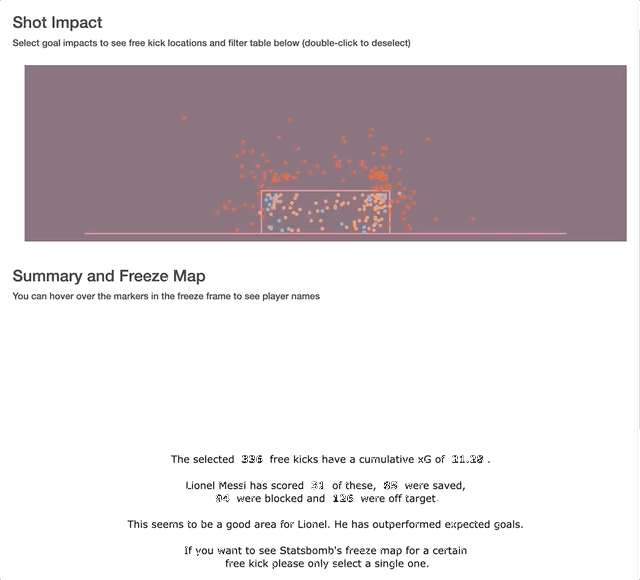 Shot Impact
Select goal impacts to see free kick locations and filter table below (double-click to deselect)
Summary and Freeze Map
You can hover over the markers in the freeze frame to see player names
The selected 336 free kicks have a cumulative xG of 21.28 .
Lionel Messi has scored 31 of these, 85 were saved,
94 were blocked and 126 were off target.
This seems to be a good area for Lionel. He has outperformed expected goals.
If you want to see Statsbomb's freeze map for a certain
free kick please only select a single one.